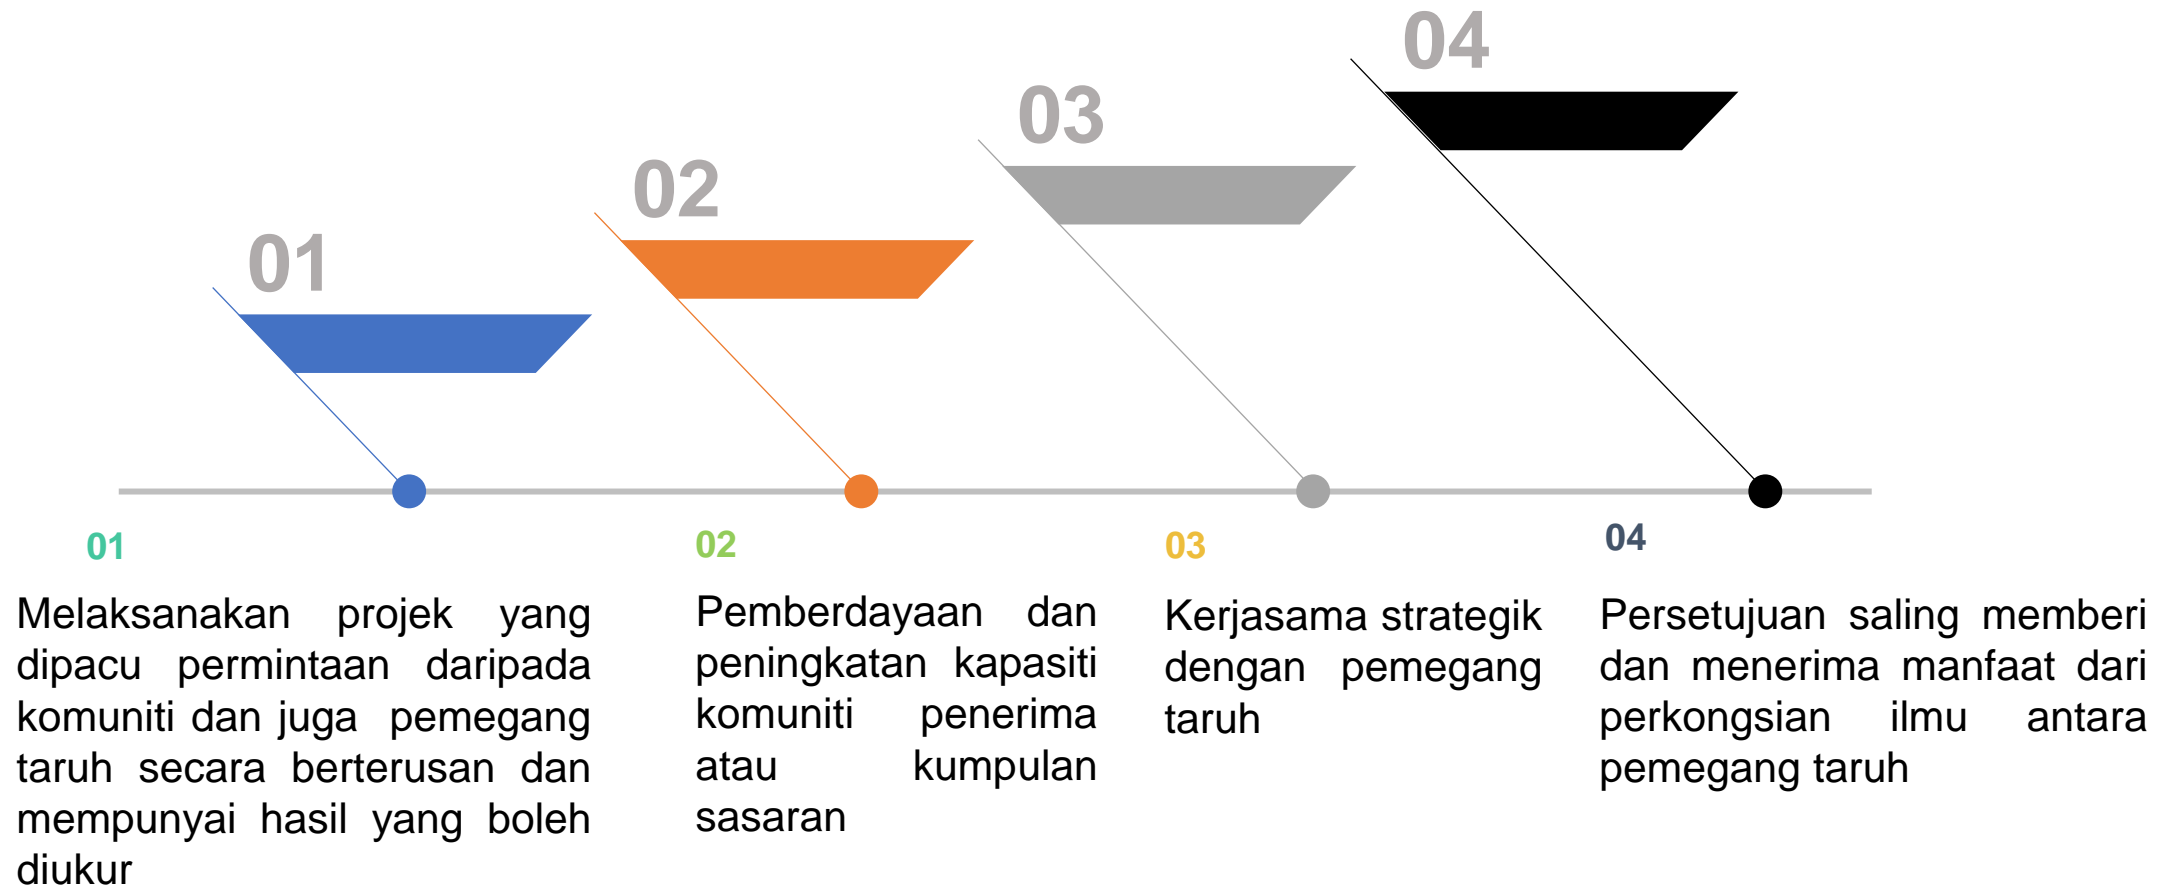 01
02
03
04
01
Melaksanakan projek yang
dipacu permintaan daripada
komuniti dan juga pemegang
taruh secara berterusan dan
mempunyai hasil yang boleh
diukur
02
Pemberdayaan dan
peningkatan kapasiti
komuniti penerima
atau kumpulan
sasaran
03
Kerjasama strategik
dengan pemegang
taruh
04
Persetujuan saling memberi
dan menerima manfaat dari
perkongsian ilmu antara
pemegang taruh